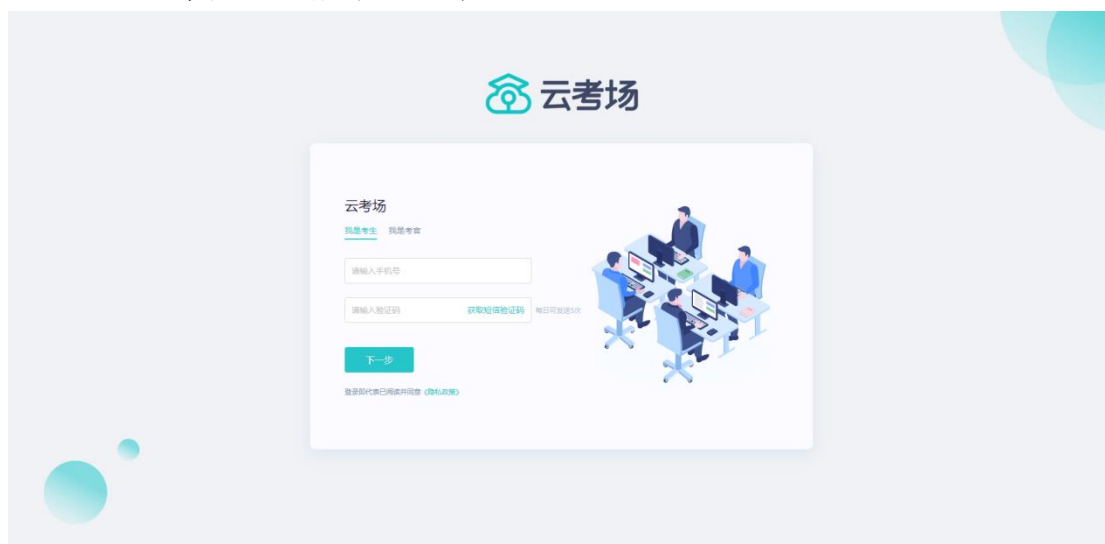 云考场
云考场
我是考生 我是考官
请输入手机号
请输入验证码 获取短信验证码 每日可发送5次
下一步
登录即代表已阅读并同意《隐私政策》